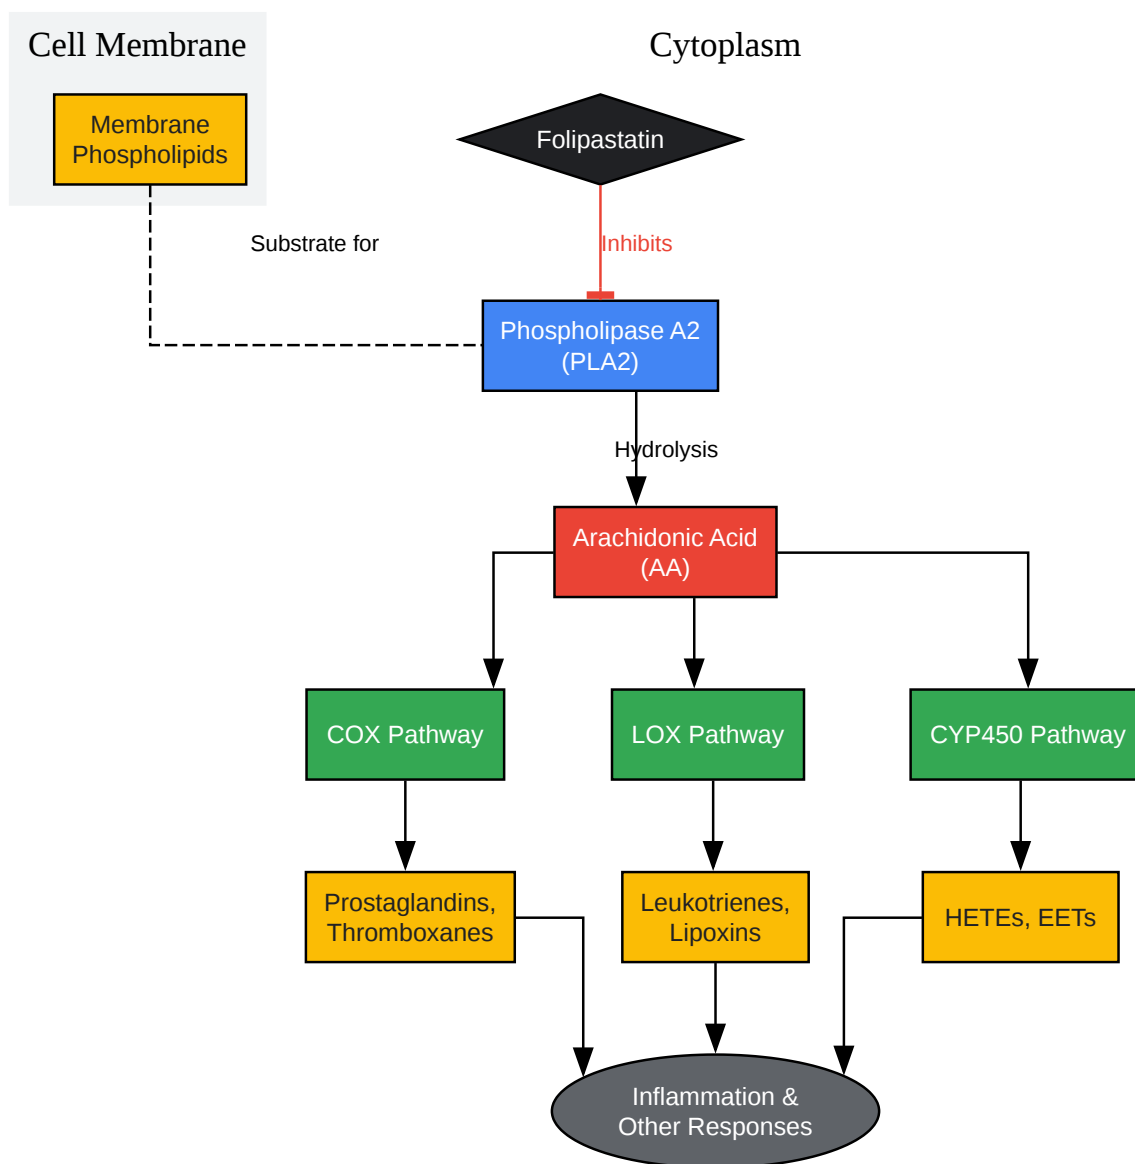 Cell Membrane
Cytoplasm
Membrane
Phospholipids
Folipastatin
Substrate for
Inhibits
Phospholipase A2
(PLA2)
Hydrolysis
Arachidonic Acid
(AA)
COX Pathway
LOX Pathway
CYP450 Pathway
Prostaglandins,
Thromboxanes
Leukotrienes,
Lipoxins
HETEs, EETs
Inflammation &
Other Responses